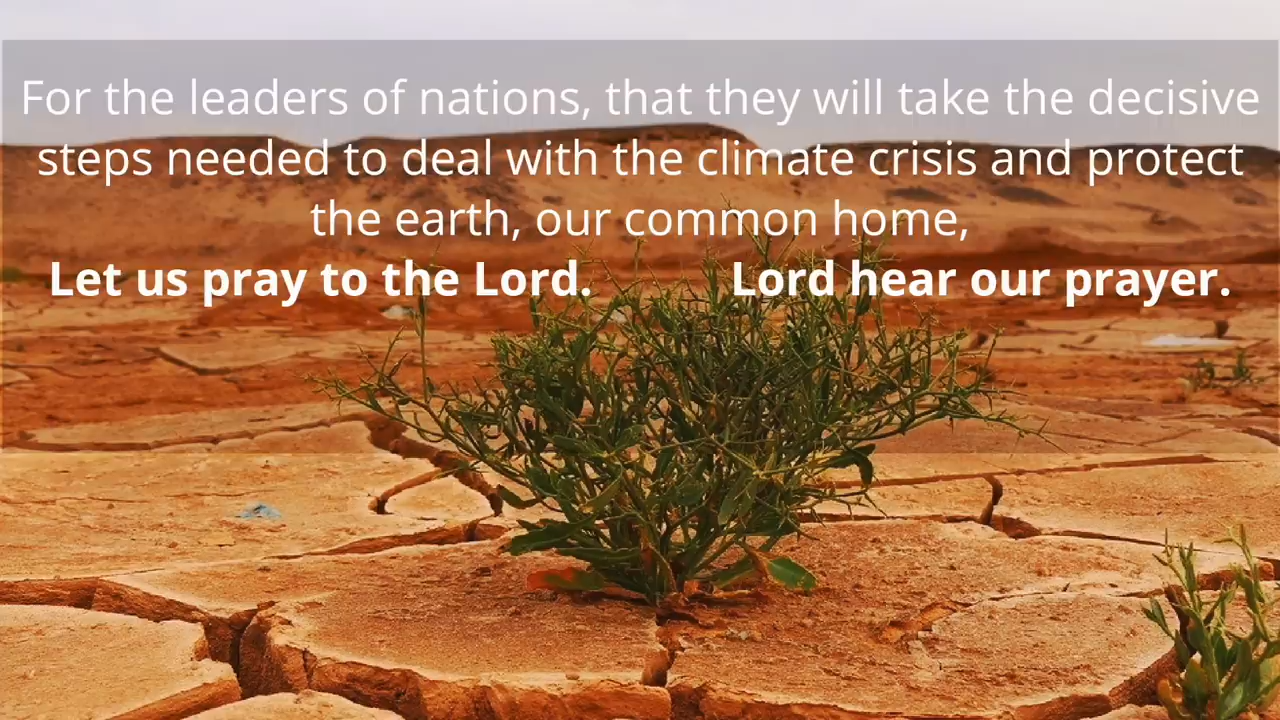 For the leaders of nations, that they will take the decisive
steps needed to deal with the climate crisis and protect
the earth, our common home,
Let us pray to the Lord. Lord hear our prayer.